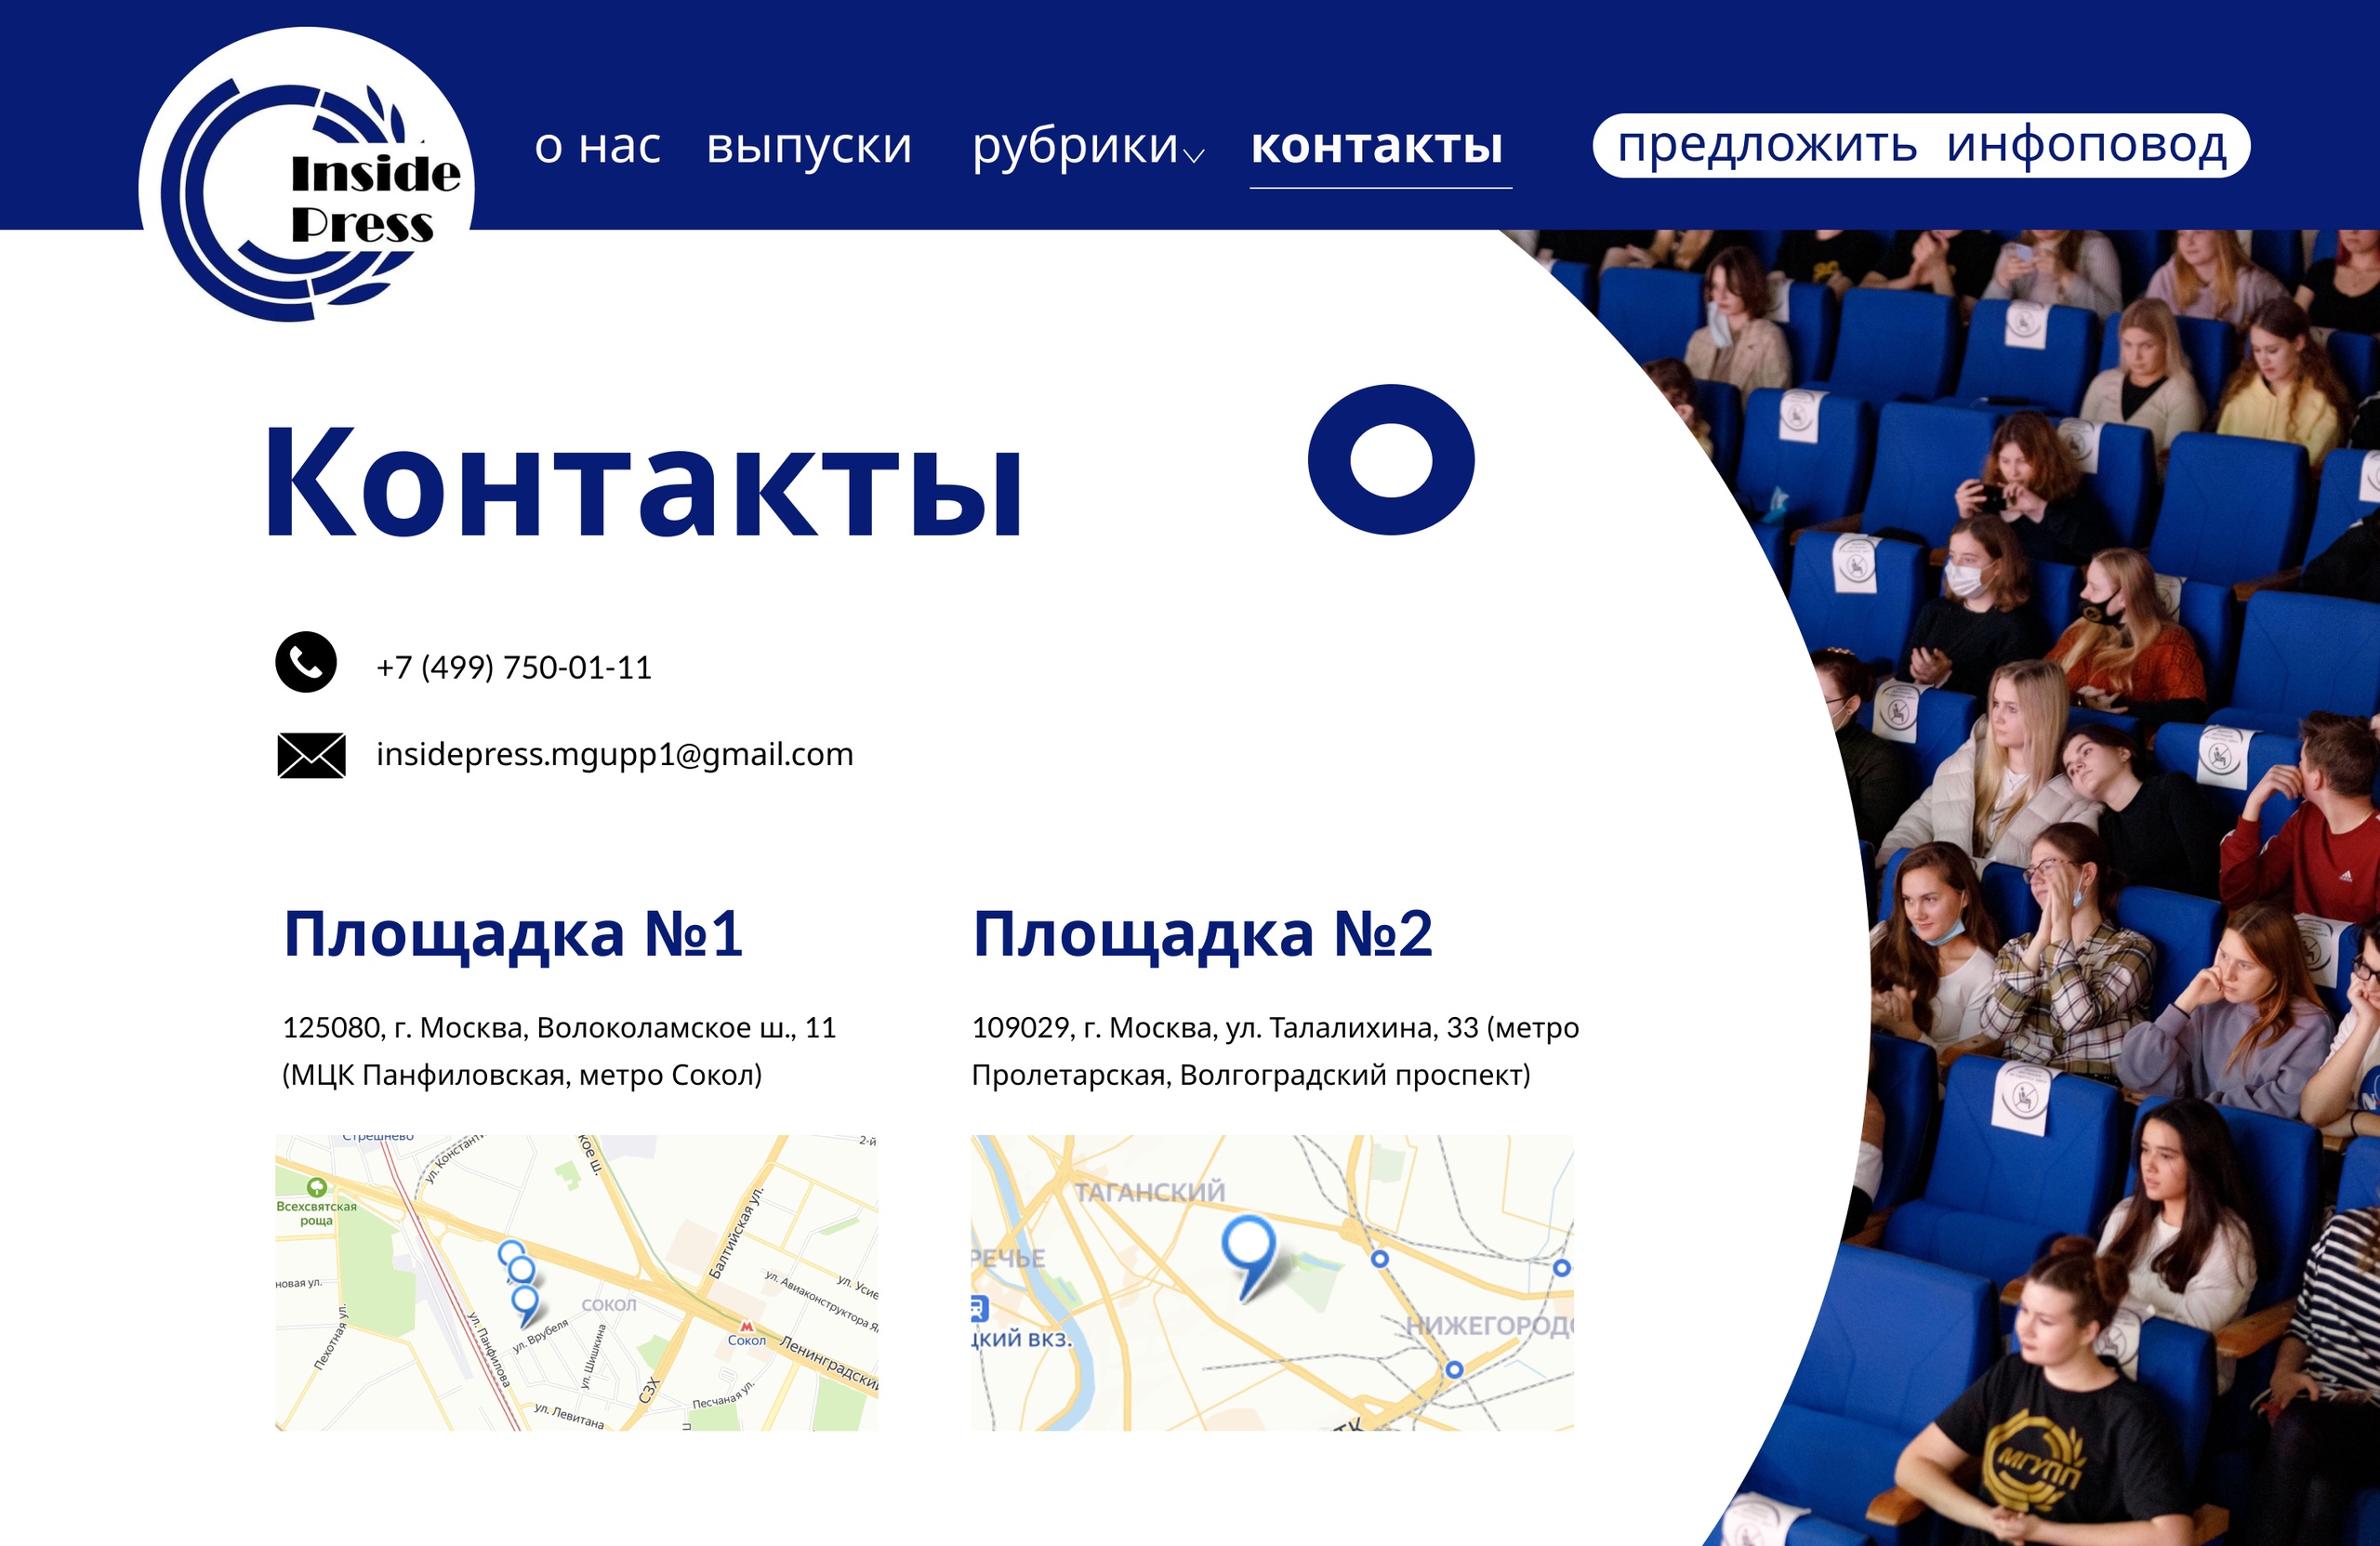 Inside
Press
о нас выпуски рубрики контакты предложить инфоповод
Контакты
+7 (499) 750-01-11
insidepress.mgupp1@gmail.com
Площадка №1
125080, г. Москва, Волоколамское ш., 11
(МЦК Панфиловская, метро Сокол)
Площадка №2
109029, г. Москва, ул. Талалихина, 33 (метро
Пролетарская, Волгоградский проспект)
Стрешнево
ул. Константи
кое ш.
2-й
Всехсвятская
роща
Балтийская ул.
новая ул.
ул. Авиаконструктора Я
ул. Усие
СОКОЛ
Пехотная ул.
ул. Панфилова
ул. Врубеля
ул. Шишкина
Сокол
Ленинградский
СЗХ
Песчаная ул.
ул. Левитана
ТАГАНСКИЙ
РЕЧЬЕ
ЦКИЙ ВКЗ.
НИЖЕГОРОДС
ТК
МГУПП